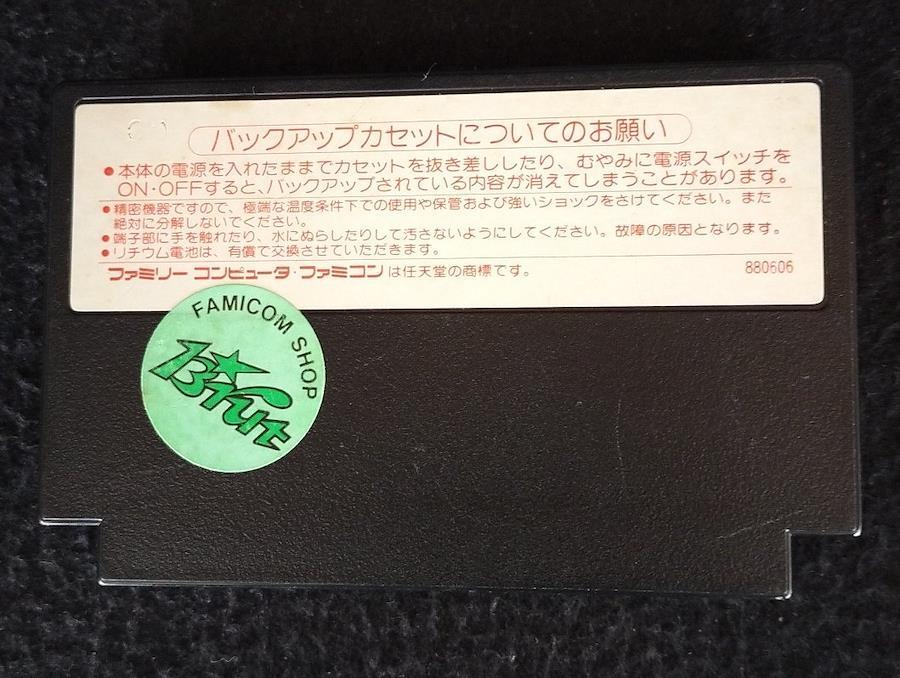 バックアップカセットについてのお願い
●本体の電源を入れたままでカセットを抜き差ししたり、むやみに電源スイッチを
ON・OFFすると、バックアップされている内容が消えてしまうことがあります。
●精密機器ですので、極端な温度条件下での使用や保管および強いショックをさけてください。また
絶対に分解しないでください。
●端子部に手を触れたり、水にぬらしたりして汚さないようにしてください。故障の原因となります。
●リチウム電池は、有償で交換させていただきます。
ファミリー コンピュータ・ファミコンは任天堂の商標です。 880606
FAMICOM SHOP
Brut